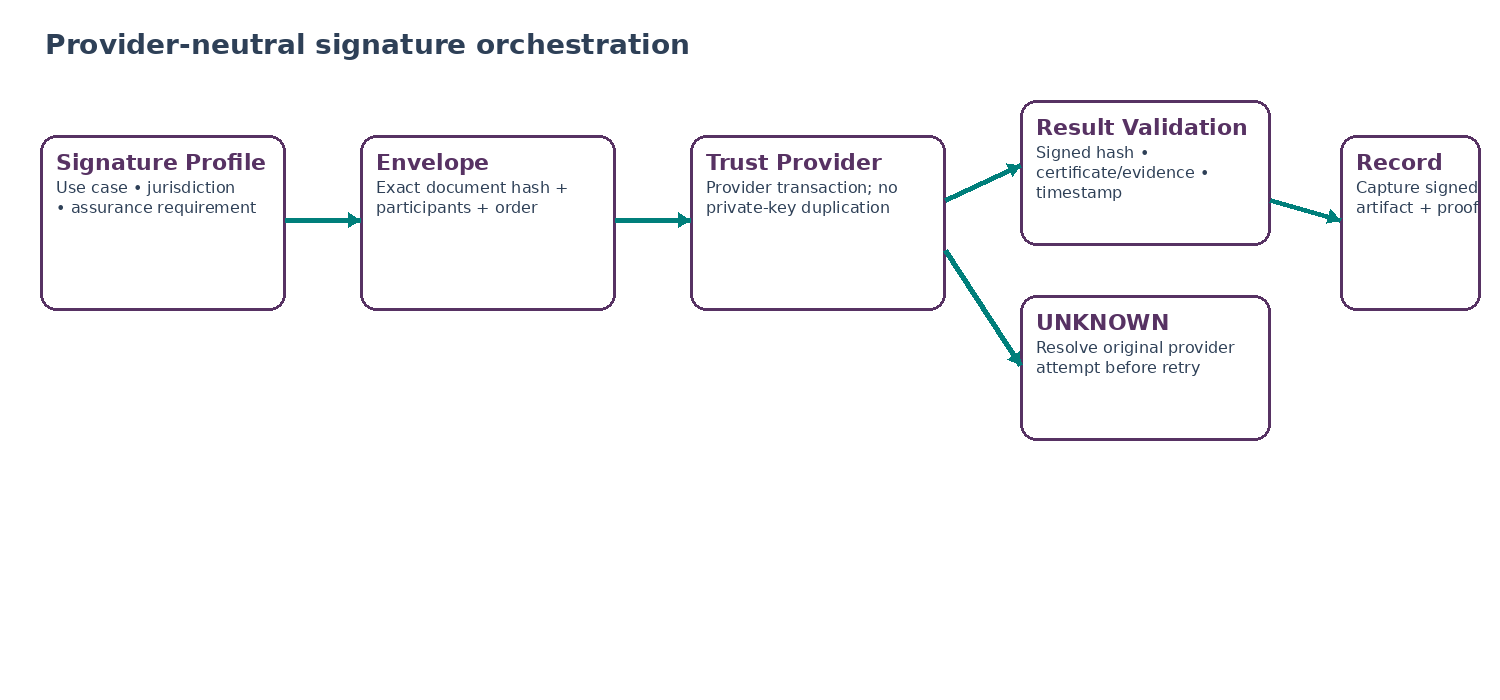 Provider-neutral signature orchestration
Signature Profile
Use case • jurisdiction
• assurance requirement
Envelope
Exact document hash +
participants + order
Trust Provider
Provider transaction; no
private-key duplication
Result Validation
Signed hash •
certificate/evidence •
timestamp
UNKNOWN
Resolve original provider
attempt before retry
Record
Capture signed
artifact + proof